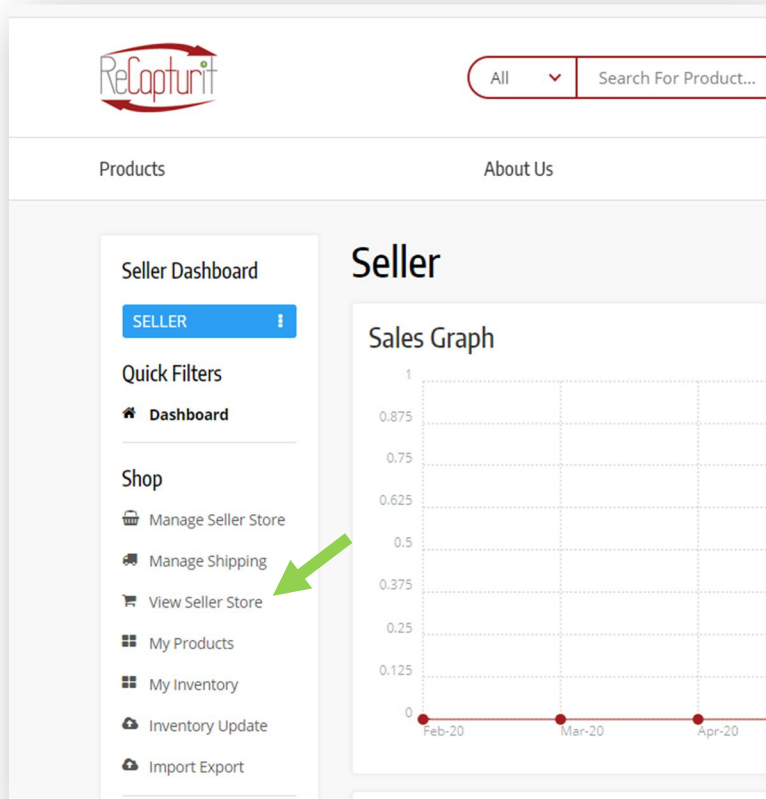 ReCapturit
All
Search For Product...
Products
About Us
Seller Dashboard
SELLER
Quick Filters
Dashboard
Shop
Manage Seller Store
Manage Shipping
View Seller Store
My Products
My Inventory
Inventory Update
Import Export
Seller
Sales Graph
1
0.875
0.75
0.625
0.5
0.375
0.25
0.125
0
Feb-20 Mar-20 Apr-20